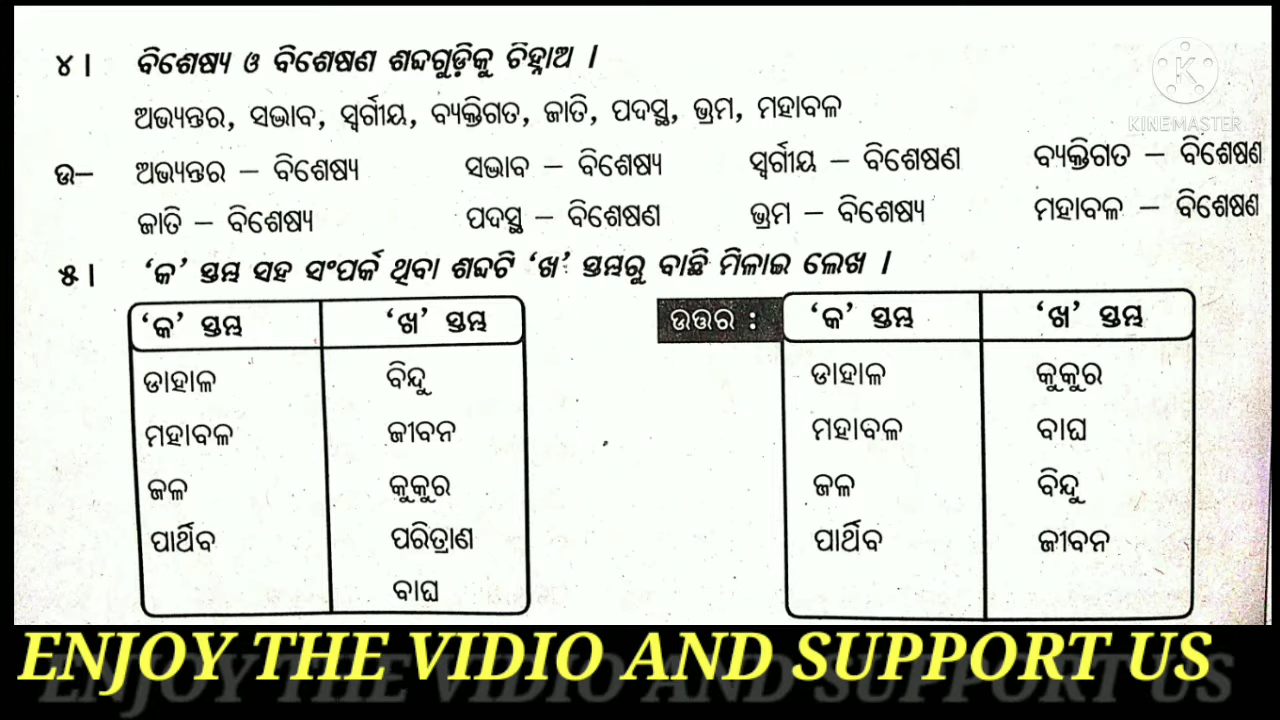 ୪।  ବିଶେଷ୍ୟ ଓ ବିଶେଷଣ ଶବ୍ଦଗୁଡ଼ିକୁ ଚିହ୍ନାଅ ।
ଅଭ୍ୟନ୍ତର, ସଦ୍ଭାବ, ସ୍ୱର୍ଗୀୟ, ବ୍ୟକ୍ତିଗତ, ଜାତି, ପଦସ୍ଥ, ଭ୍ରମ, ମହାବଳ
KINEMASTER
ଉ– ଅଭ୍ୟନ୍ତର – ବିଶେଷ୍ୟ ସଦ୍ଭାବ – ବିଶେଷ୍ୟ ସ୍ୱର୍ଗୀୟ – ବିଶେଷଣ ବ୍ୟକ୍ତିଗତ – ବିଶେଷଣ
ଜାତି – ବିଶେଷ୍ୟ ପଦସ୍ଥ – ବିଶେଷଣ ଭ୍ରମ – ବିଶେଷ୍ୟ ମହାବଳ – ବିଶେଷଣ
୫। ‘କ’ ସ୍ତମ୍ଭ ସହ ସଂପର୍କ ଥିବା ଶବ୍ଦଟି ‘ଖ’ ସ୍ତମ୍ଭରୁ ବାଛି ମିଳାଇ ଲେଖ ।
‘କ’ ସ୍ତମ୍ଭ ‘ଖ’ ସ୍ତମ୍ଭ
ଡାହାଳ ବିନ୍ଦୁ
ମହାବଳ ଜୀବନ
ଜଳ କୁକୁର
ପାର୍ଥିବ ପରିତ୍ରାଣ
ବାଘ
ଉତ୍ତର : ‘କ’ ସ୍ତମ୍ଭ ‘ଖ’ ସ୍ତମ୍ଭ
ଡାହାଳ କୁକୁର
ମହାବଳ ବାଘ
ଜଳ ବିନ୍ଦୁ
ପାର୍ଥିବ ଜୀବନ
ENJOY THE VIDIO AND SUPPORT US